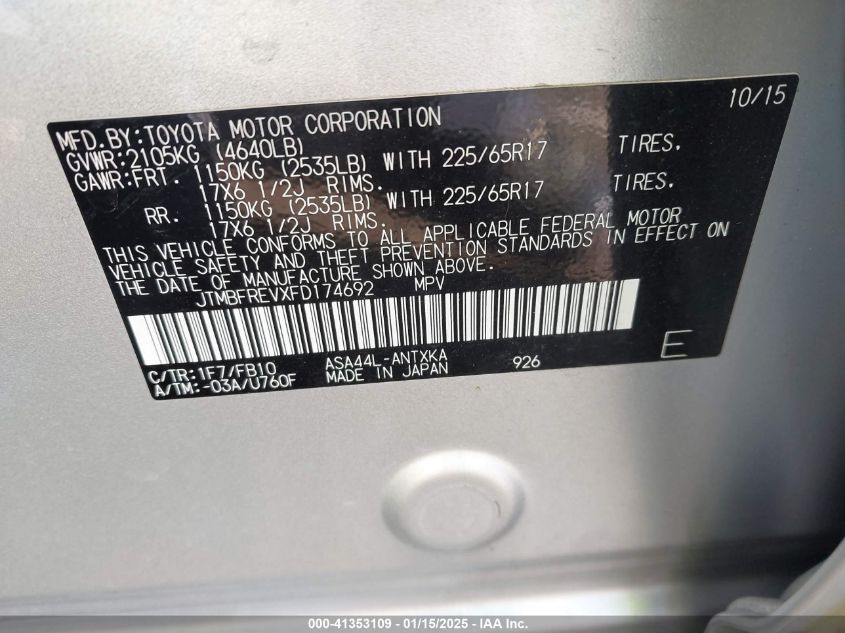 10/15
MFD.BY:TOYOTA MOTOR CORPORATION
GVWR:2105KG (4640LB)
GAWR:FRT. 1150KG (2535LB) WITH 225/65R17 TIRES.
17X6 1/2J RIMS.
RR. 1150KG (2535LB) WITH 225/65R17 TIRES.
17X6 1/2J RIMS.
THIS VEHICLE CONFORMS TO ALL APPLICABLE FEDERAL MOTOR
VEHICLE SAFETY AND THEFT PREVENTION STANDARDS IN EFFECT ON
THE DATE OF MANUFACTURE SHOWN ABOVE.
JTMBFREVXFD174692 MPV
C/TR:1F7/FB10 ASA44L-ANTXKA 926 E
A/TM:-03A/U760F MADE IN JAPAN
000-41353109 - 01/15/2025 - IAA Inc.